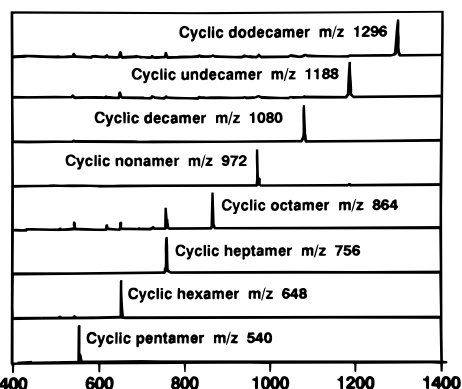 Cyclic dodecamer m/z 1296
Cyclic undecamer m/z 1188
Cyclic decamer m/z 1080
Cyclic nonamer m/z 972
Cyclic octamer m/z 864
Cyclic heptamer m/z 756
Cyclic hexamer m/z 648
Cyclic pentamer m/z 540
400 600 800 1000 1200 1400